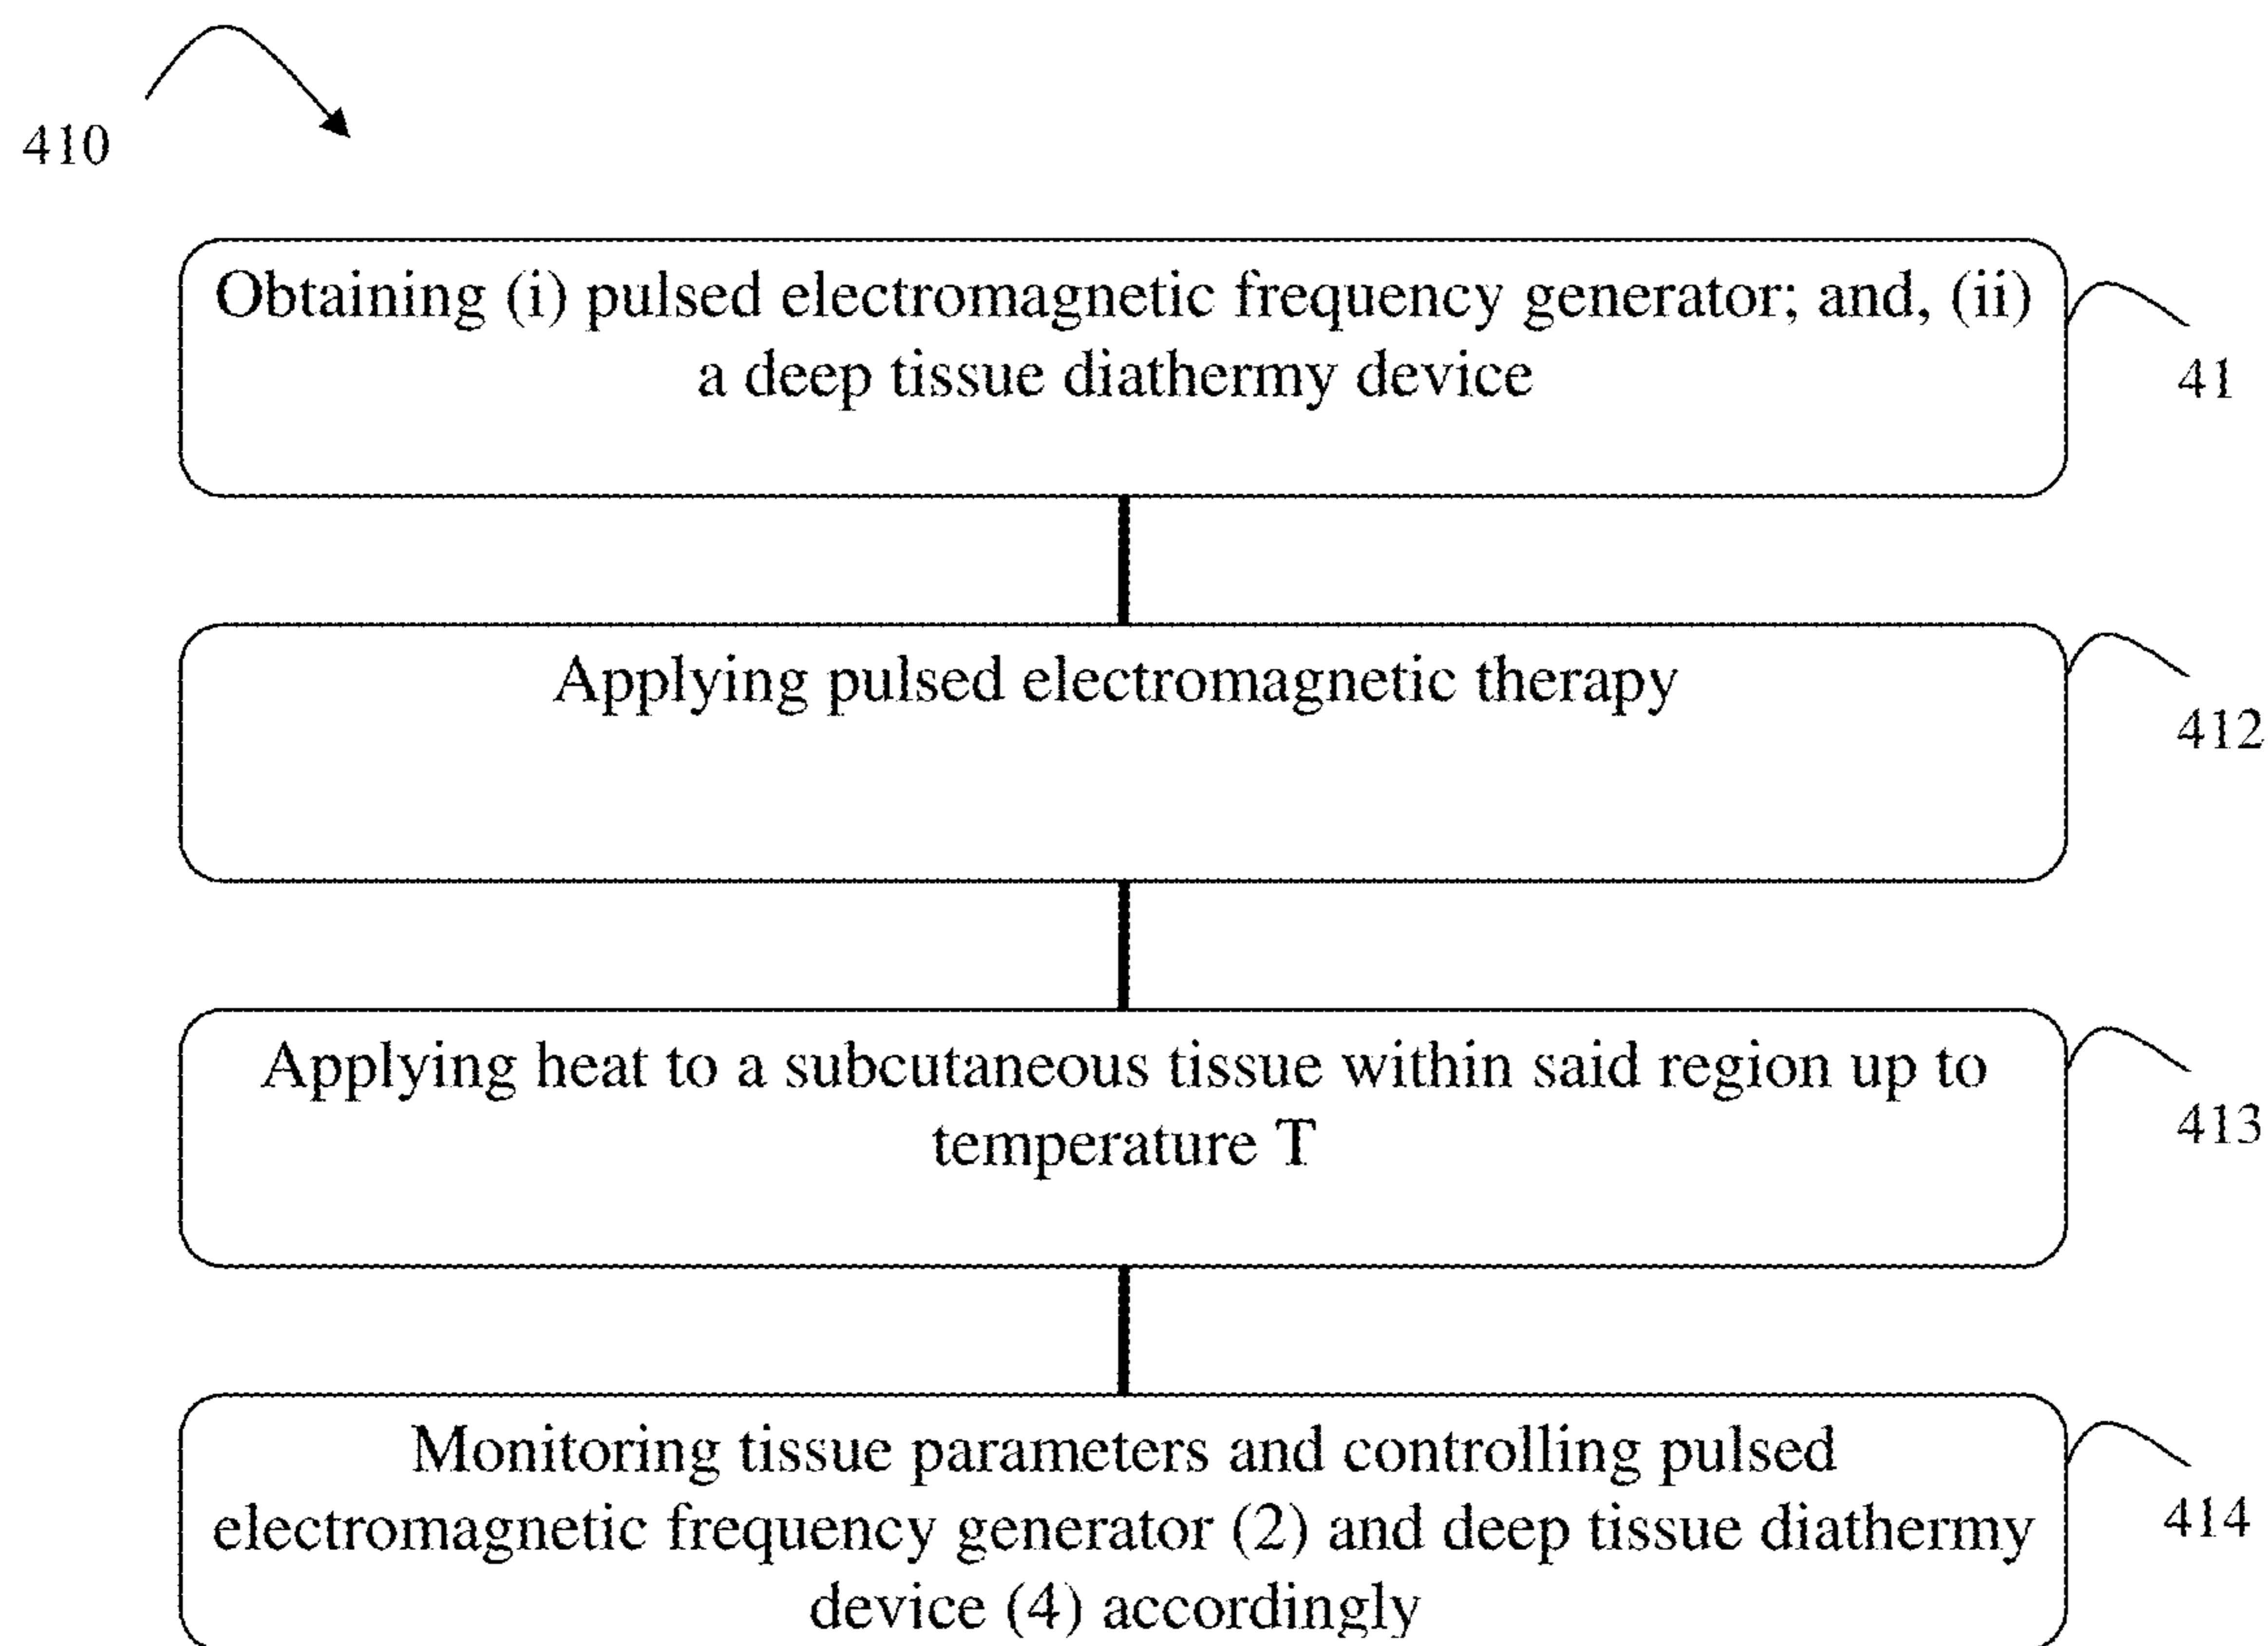 410
Obtaining (i) pulsed electromagnetic frequency generator; and, (ii)
a deep tissue diathermy device
41
Applying pulsed electromagnetic therapy
412
Applying heat to a subcutaneous tissue within said region up to
temperature T
413
Monitoring tissue parameters and controlling pulsed
electromagnetic frequency generator (2) and deep tissue diathermy
device (4) accordingly
414